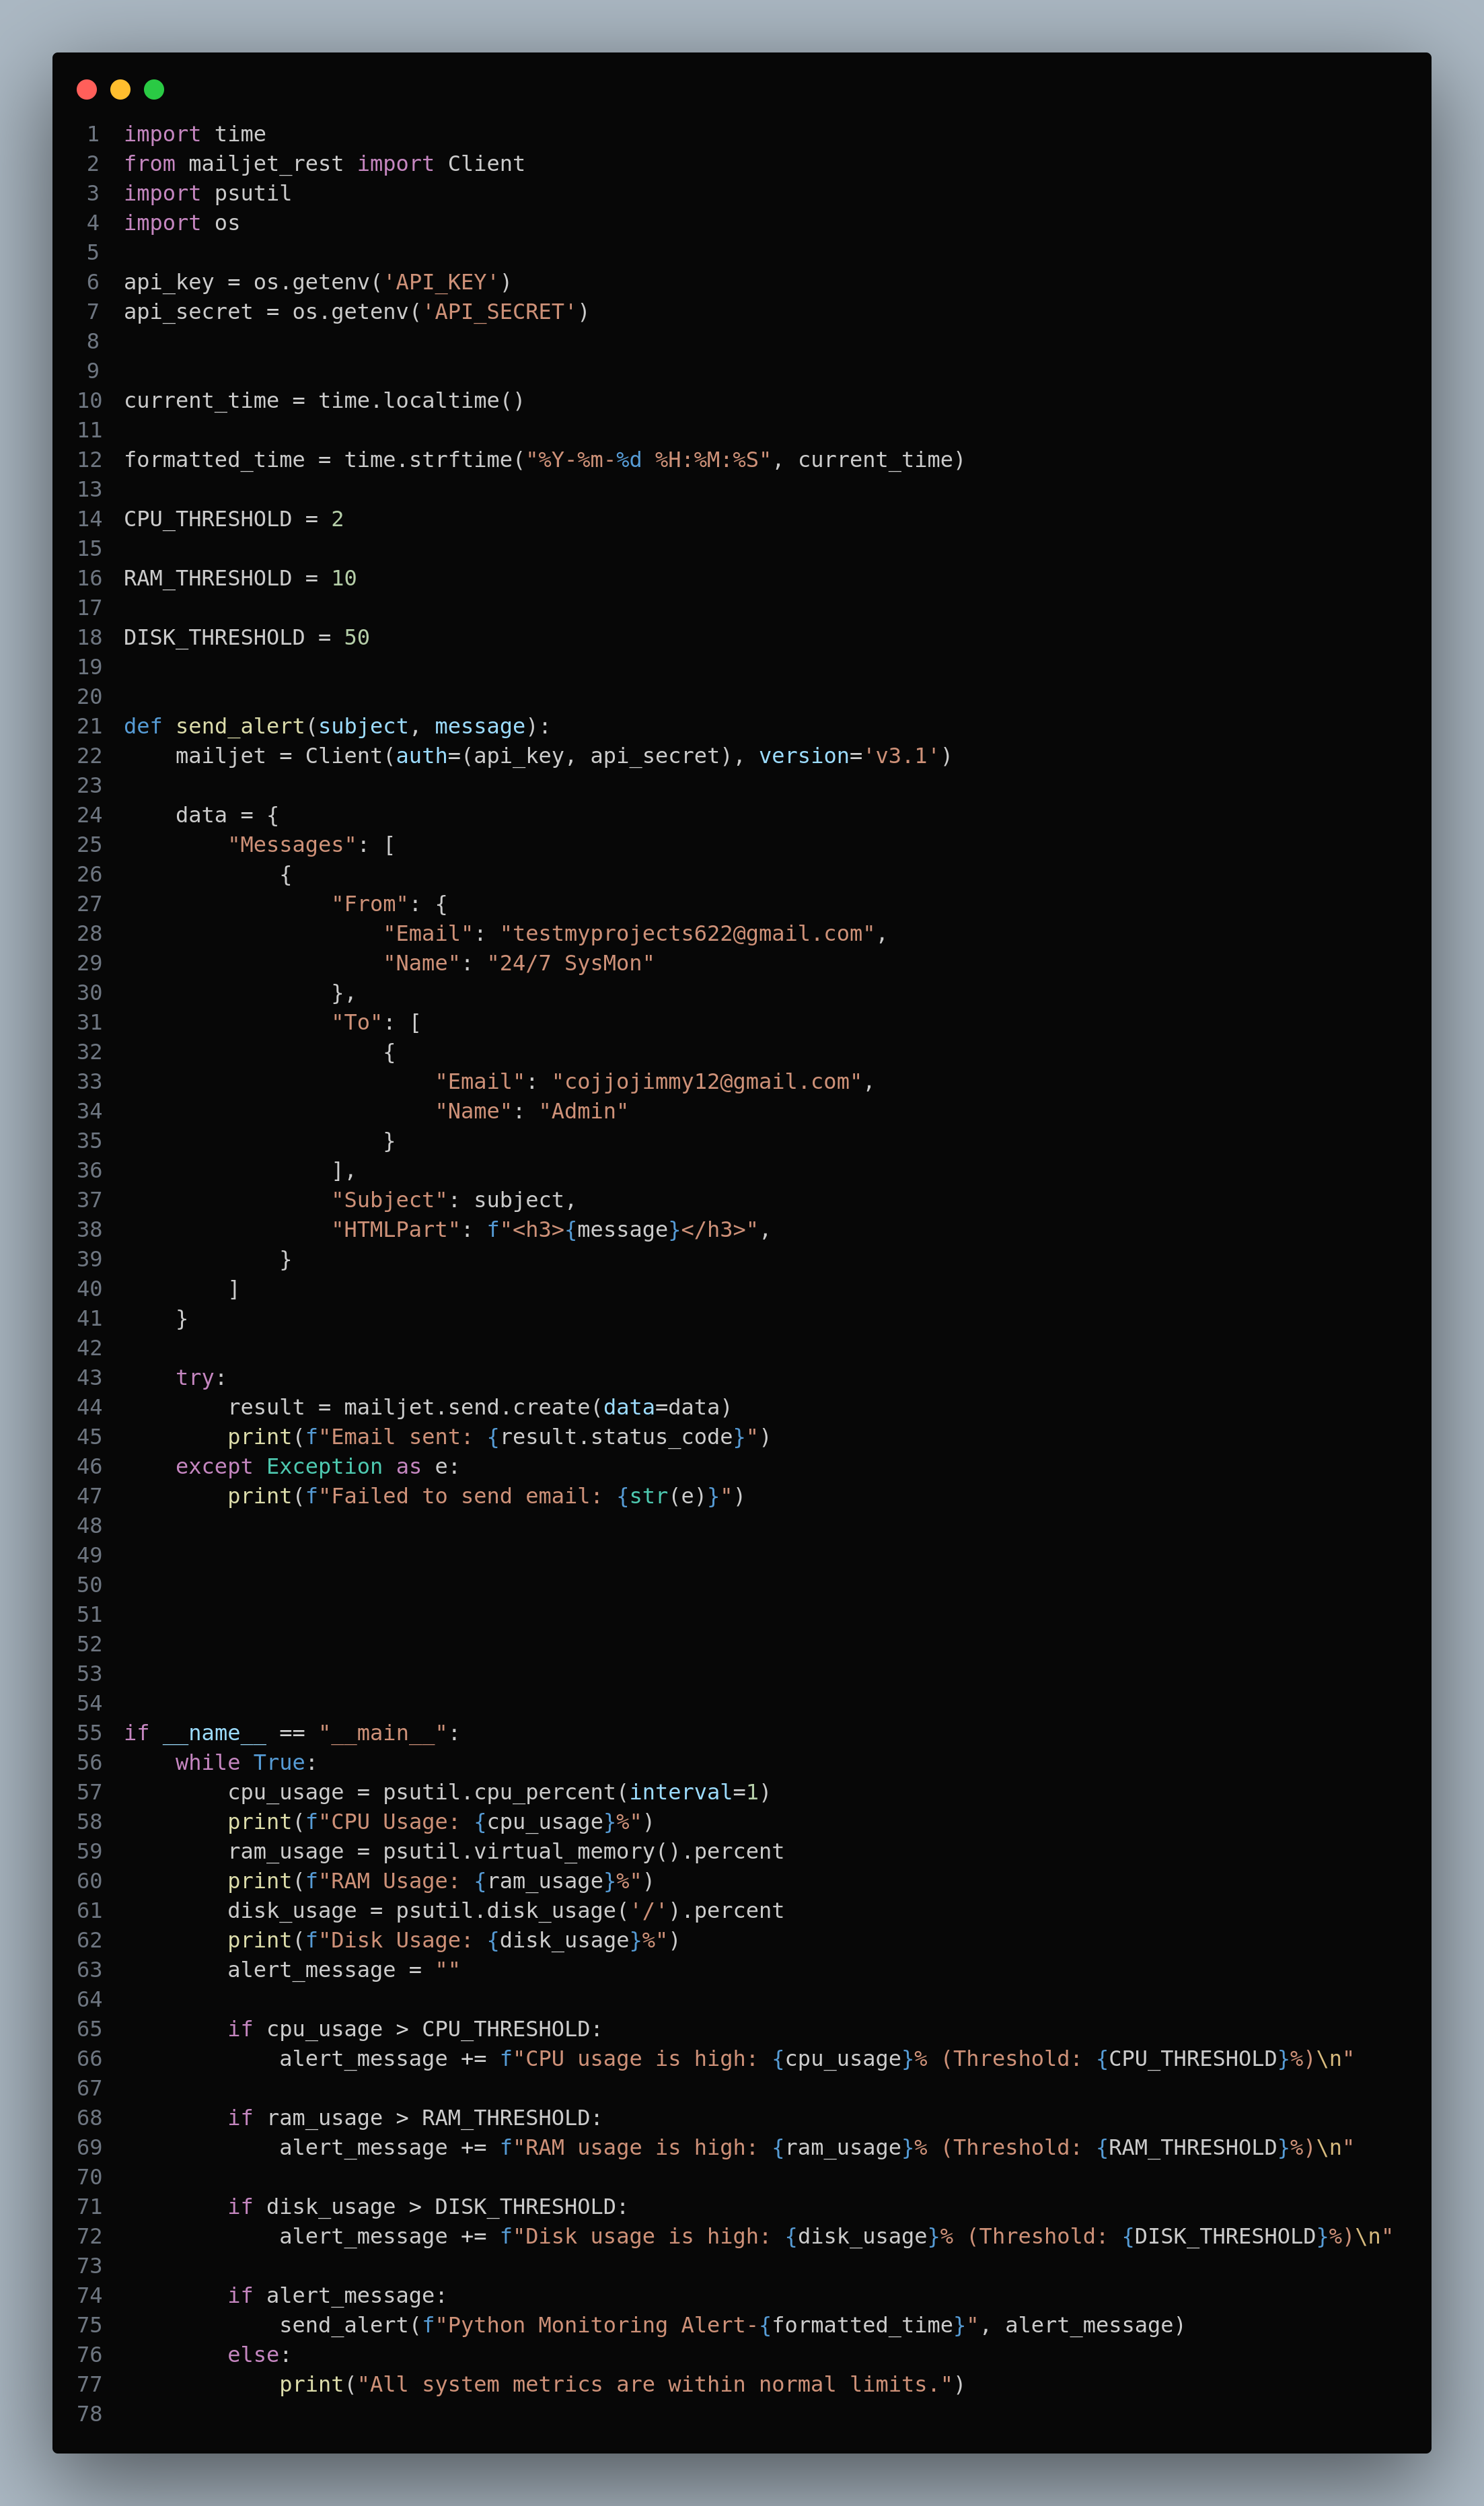 1 import time
2 from mailjet_rest import Client
3 import psutil
4 import os
5
6 api_key = os.getenv('API_KEY')
7 api_secret = os.getenv('API_SECRET')
8
9
10 current_time = time.localtime()
11
12 formatted_time = time.strftime("%Y-%m-%d %H:%M:%S", current_time)
13
14 CPU_THRESHOLD = 2
15
16 RAM_THRESHOLD = 10
17
18 DISK_THRESHOLD = 50
19
20
21 def send_alert(subject, message):
22     mailjet = Client(auth=(api_key, api_secret), version='v3.1')
23
24     data = {
25         "Messages": [
26             {
27                 "From": {
28                     "Email": "testmyprojects622@gmail.com",
29                     "Name": "24/7 SysMon"
30                 },
31                 "To": [
32                     {
33                         "Email": "cojjojimmy12@gmail.com",
34                         "Name": "Admin"
35                     }
36                 ],
37                 "Subject": subject,
38                 "HTMLPart": f"<h3>{message}</h3>",
39             }
40         ]
41     }
42
43     try:
44         result = mailjet.send.create(data=data)
45         print(f"Email sent: {result.status_code}")
46     except Exception as e:
47         print(f"Failed to send email: {str(e)}")
48
49
50
51
52
53
54
55 if __name__ == "__main__":
56     while True:
57         cpu_usage = psutil.cpu_percent(interval=1)
58         print(f"CPU Usage: {cpu_usage}%")
59         ram_usage = psutil.virtual_memory().percent
60         print(f"RAM Usage: {ram_usage}%")
61         disk_usage = psutil.disk_usage('/').percent
62         print(f"Disk Usage: {disk_usage}%")
63         alert_message = ""
64
65         if cpu_usage > CPU_THRESHOLD:
66             alert_message += f"CPU usage is high: {cpu_usage}% (Threshold: {CPU_THRESHOLD}%)\n"
67
68         if ram_usage > RAM_THRESHOLD:
69             alert_message += f"RAM usage is high: {ram_usage}% (Threshold: {RAM_THRESHOLD}%)\n"
70
71         if disk_usage > DISK_THRESHOLD:
72             alert_message += f"Disk usage is high: {disk_usage}% (Threshold: {DISK_THRESHOLD}%)\n"
73
74         if alert_message:
75             send_alert(f"Python Monitoring Alert-{formatted_time}", alert_message)
76         else:
77             print("All system metrics are within normal limits.")
78